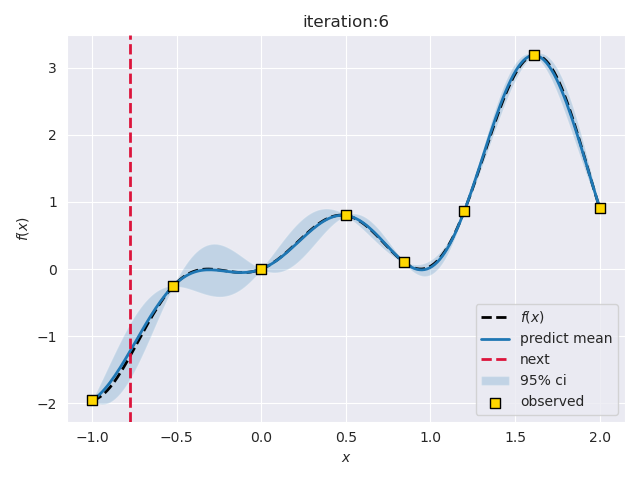 iteration:6
3
2
1
0
−1
−2
f(x)
−1.0 −0.5 0.0 0.5 1.0 1.5 2.0
x
f(x)
predict mean
next
95% ci
observed